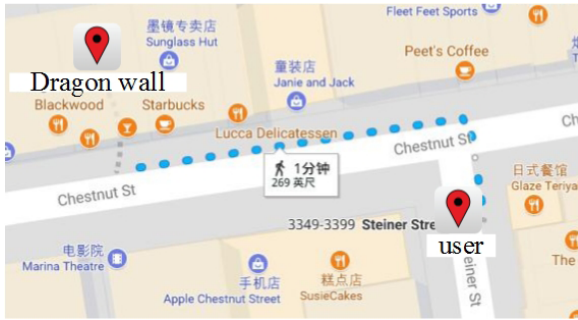 Fleet Feet Sports
墨镜专卖店
Sunglass Hut
Peet's Coffee
童装店
Janie and Jack
Dragon wall
Blackwood
Starbucks
Lucca Delicatessen
Ch
Chestnut St
1分钟
269 英尺
日式餐馆
Glaze Teriya
Chestnut St
3349-3399 Steiner Stre
user
电影院
Marina Theatre
手机店
Apple Chestnut Street
糕点店
SusieCakes
The
einer St